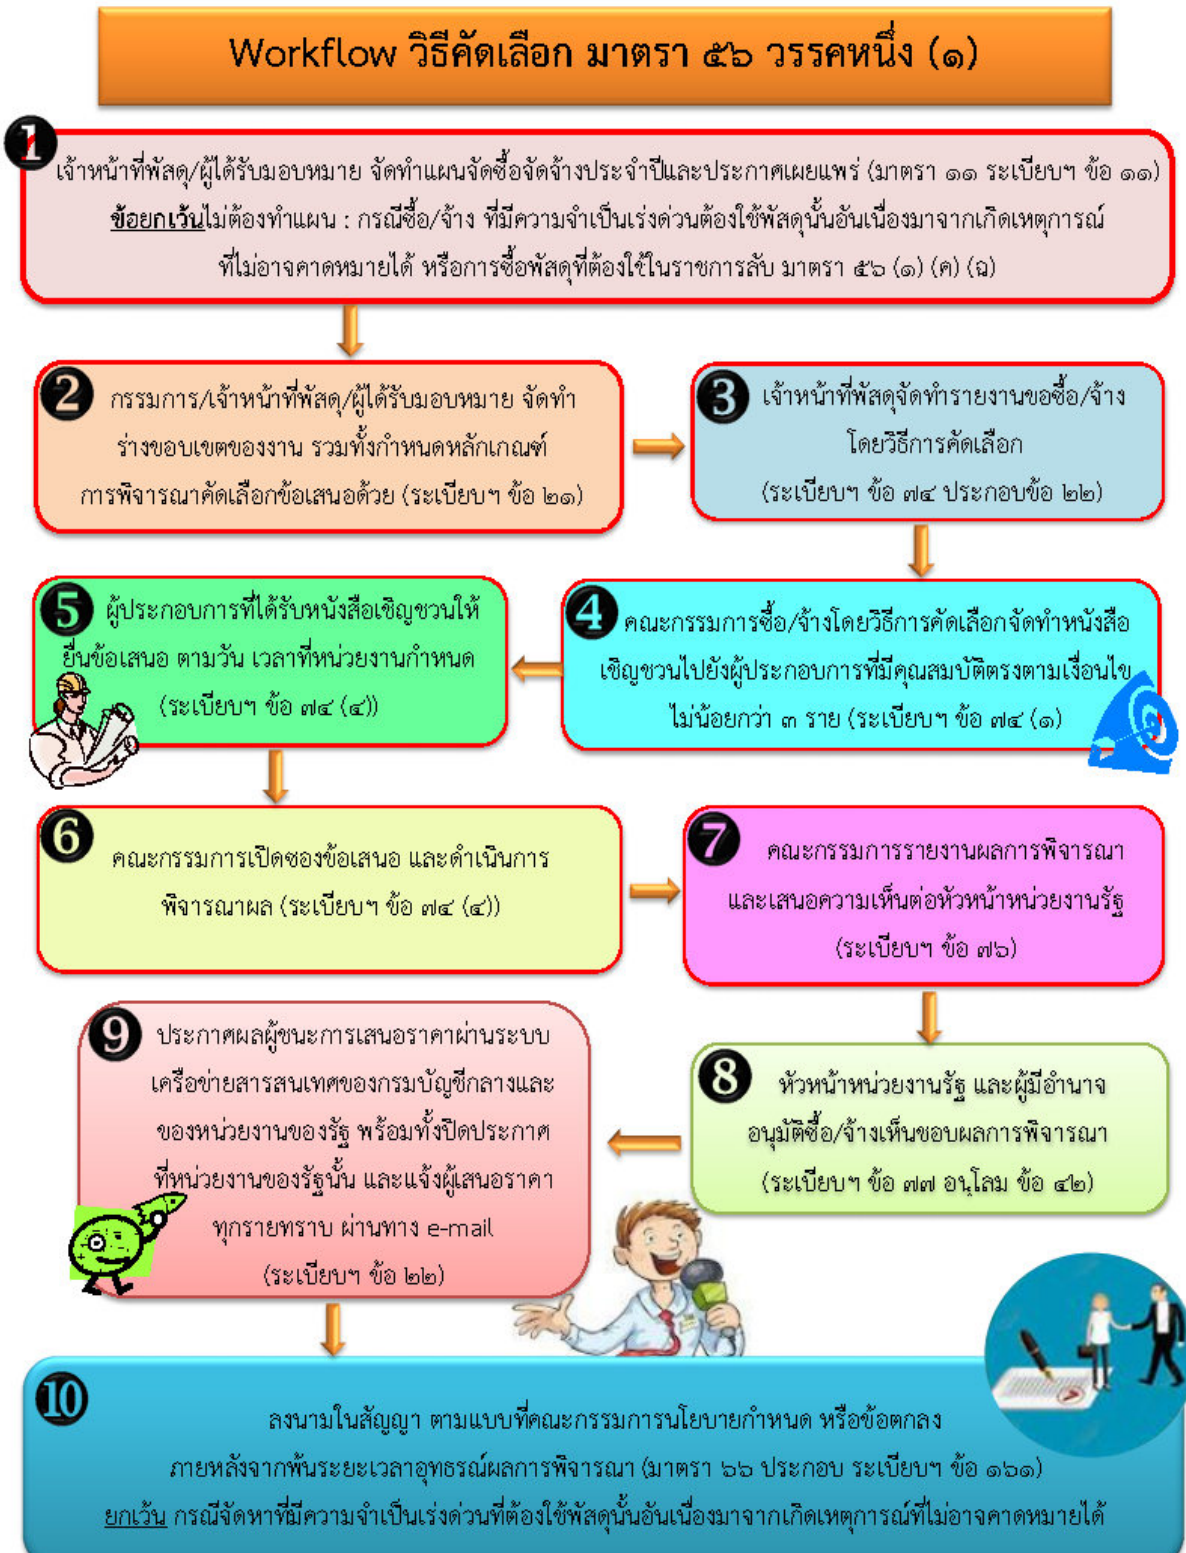 Workflow วิธีคัดเลือก มาตรา ๕๖ วรรคหนึ่ง (๑)
1
เจ้าหน้าที่พัสดุ/ผู้ได้รับมอบหมาย จัดทำแผนจัดซื้อจัดจ้างประจำปีและประกาศเผยแพร่ (มาตรา ๑๑ ระเบียบฯ ข้อ ๑๑)
ข้อยกเว้นไม่ต้องทำแผน : กรณีซื้อ/จ้าง ที่มีความจำเป็นเร่งด่วนต้องใช้พัสดุนั้นอันเนื่องมาจากเกิดเหตุการณ์
ที่ไม่อาจคาดหมายได้ หรือการซื้อพัสดุที่ต้องใช้ในราชการลับ มาตรา ๕๖ (๑) (ค) (ฉ)
2
กรรมการ/เจ้าหน้าที่พัสดุ/ผู้ได้รับมอบหมาย จัดทำ
ร่างขอบเขตของงาน รวมทั้งกำหนดหลักเกณฑ์
การพิจารณาคัดเลือกข้อเสนอด้วย (ระเบียบฯ ข้อ ๒๑)
3
เจ้าหน้าที่พัสดุจัดทำรายงานขอซื้อ/จ้าง
โดยวิธีการคัดเลือก
(ระเบียบฯ ข้อ ๗๔ ประกอบข้อ ๒๒)
4
คณะกรรมการซื้อ/จ้างโดยวิธีการคัดเลือกจัดทำหนังสือ
เชิญชวนไปยังผู้ประกอบการที่มีคุณสมบัติตรงตามเงื่อนไข
ไม่น้อยกว่า ๓ ราย (ระเบียบฯ ข้อ ๗๔ (๑)
5
ผู้ประกอบการที่ได้รับหนังสือเชิญชวนให้
ยื่นข้อเสนอ ตามวัน เวลาที่หน่วยงานกำหนด
(ระเบียบฯ ข้อ ๗๔ (๔))
6
คณะกรรมการเปิดซองข้อเสนอ และดำเนินการ
พิจารณาผล (ระเบียบฯ ข้อ ๗๔ (๔))
7
คณะกรรมการรายงานผลการพิจารณา
และเสนอความเห็นต่อหัวหน้าหน่วยงานรัฐ
(ระเบียบฯ ข้อ ๗๖)
8
หัวหน้าหน่วยงานรัฐ และผู้มีอำนาจ
อนุมัติซื้อ/จ้างเห็นชอบผลการพิจารณา
(ระเบียบฯ ข้อ ๗๗ อนุโลม ข้อ ๔๒)
9
ประกาศผลผู้ชนะการเสนอราคาผ่านระบบ
เครือข่ายสารสนเทศของกรมบัญชีกลางและ
ของหน่วยงานของรัฐ พร้อมทั้งปิดประกาศ
ที่หน่วยงานของรัฐนั้น และแจ้งผู้เสนอราคา
ทุกรายทราบ ผ่านทาง e-mail
(ระเบียบฯ ข้อ ๒๒)
10
ลงนามในสัญญา ตามแบบที่คณะกรรมการนโยบายกำหนด หรือข้อตกลง
ภายหลังจากพ้นระยะเวลาอุทธรณ์ผลการพิจารณา (มาตรา ๖๖ ประกอบ ระเบียบฯ ข้อ ๑๖๑)
ยกเว้น กรณีจัดหาที่มีความจำเป็นเร่งด่วนที่ต้องใช้พัสดุนั้นอันเนื่องมาจากเกิดเหตุการณ์ที่ไม่อาจคาดหมายได้